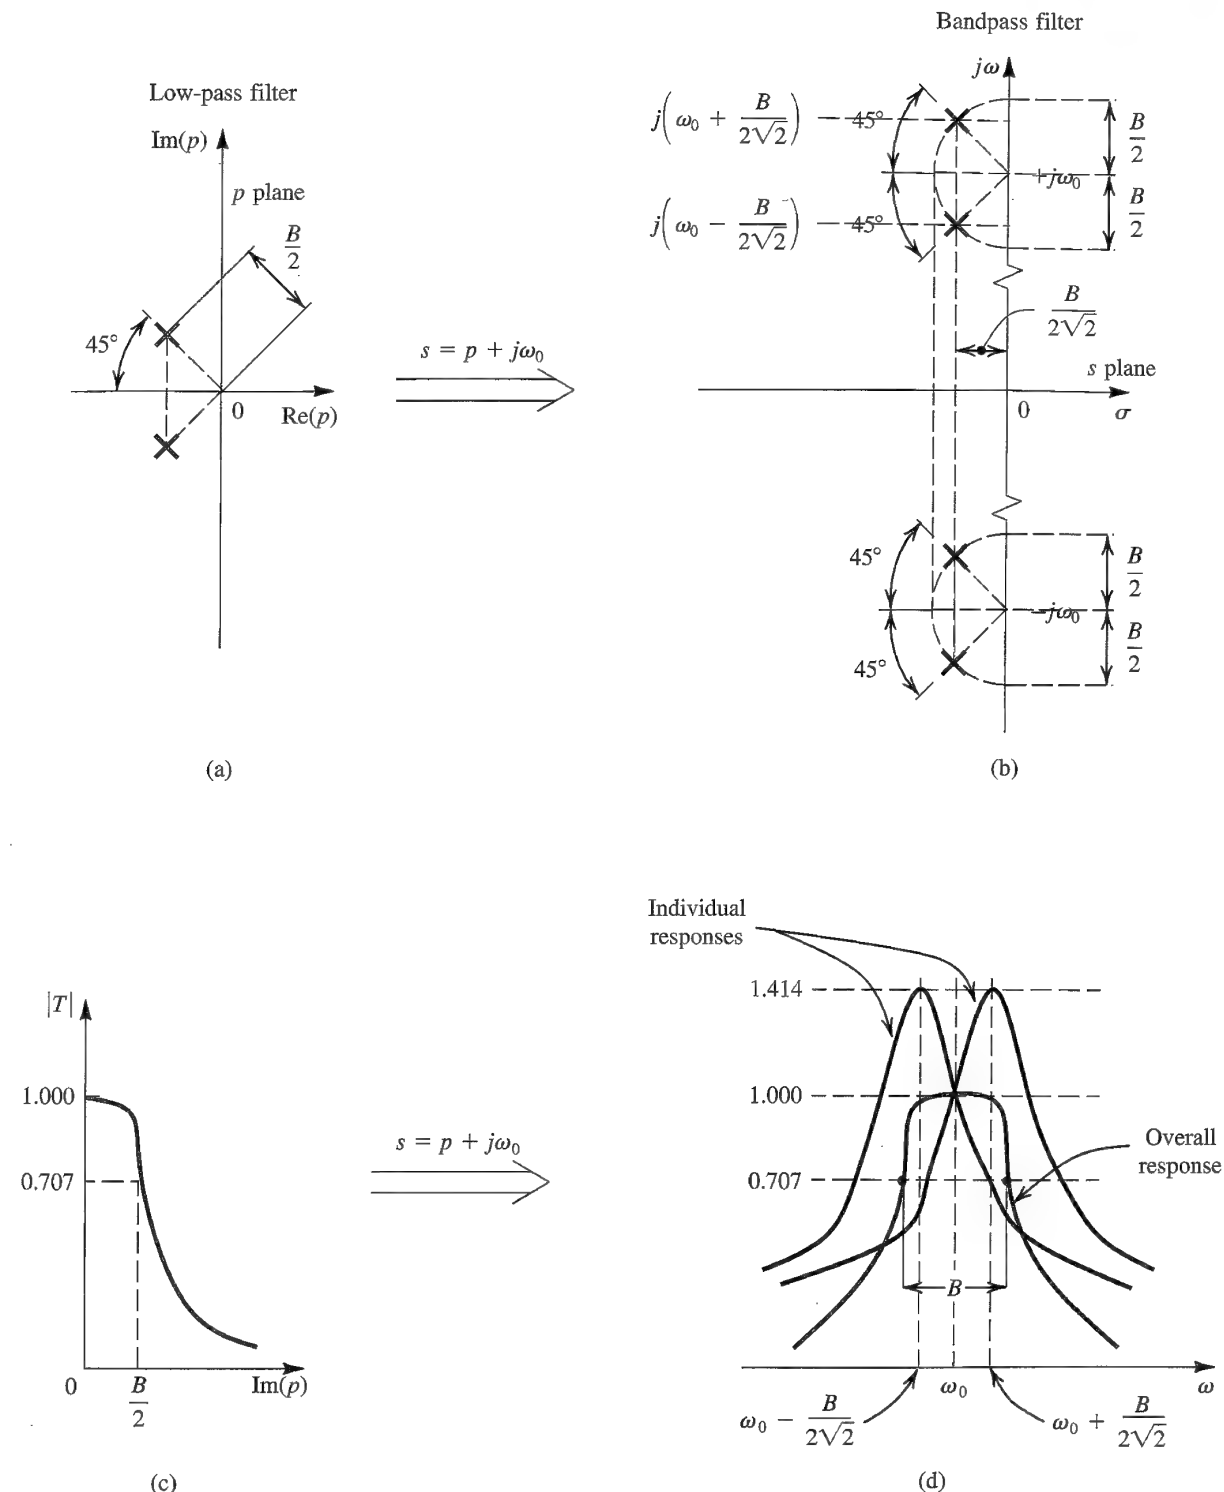 Bandpass filter
Low-pass filter
jω
Im(p)
p plane
B/2
45°
0
Re(p)
s = p + jω₀
j(ω₀ + B/(2√2))
45°
+jω₀
B/2
B/2
j(ω₀ − B/(2√2))
45°
B/(2√2)
s plane
0
σ
45°
−jω₀
45°
B/2
B/2
(a)
(b)
|T|
1.000
0.707
0
B/2
Im(p)
s = p + jω₀
(c)
Individual
responses
1.414
1.000
0.707
Overall
response
B
ω₀
ω
ω₀ − B/(2√2)
ω₀ + B/(2√2)
(d)